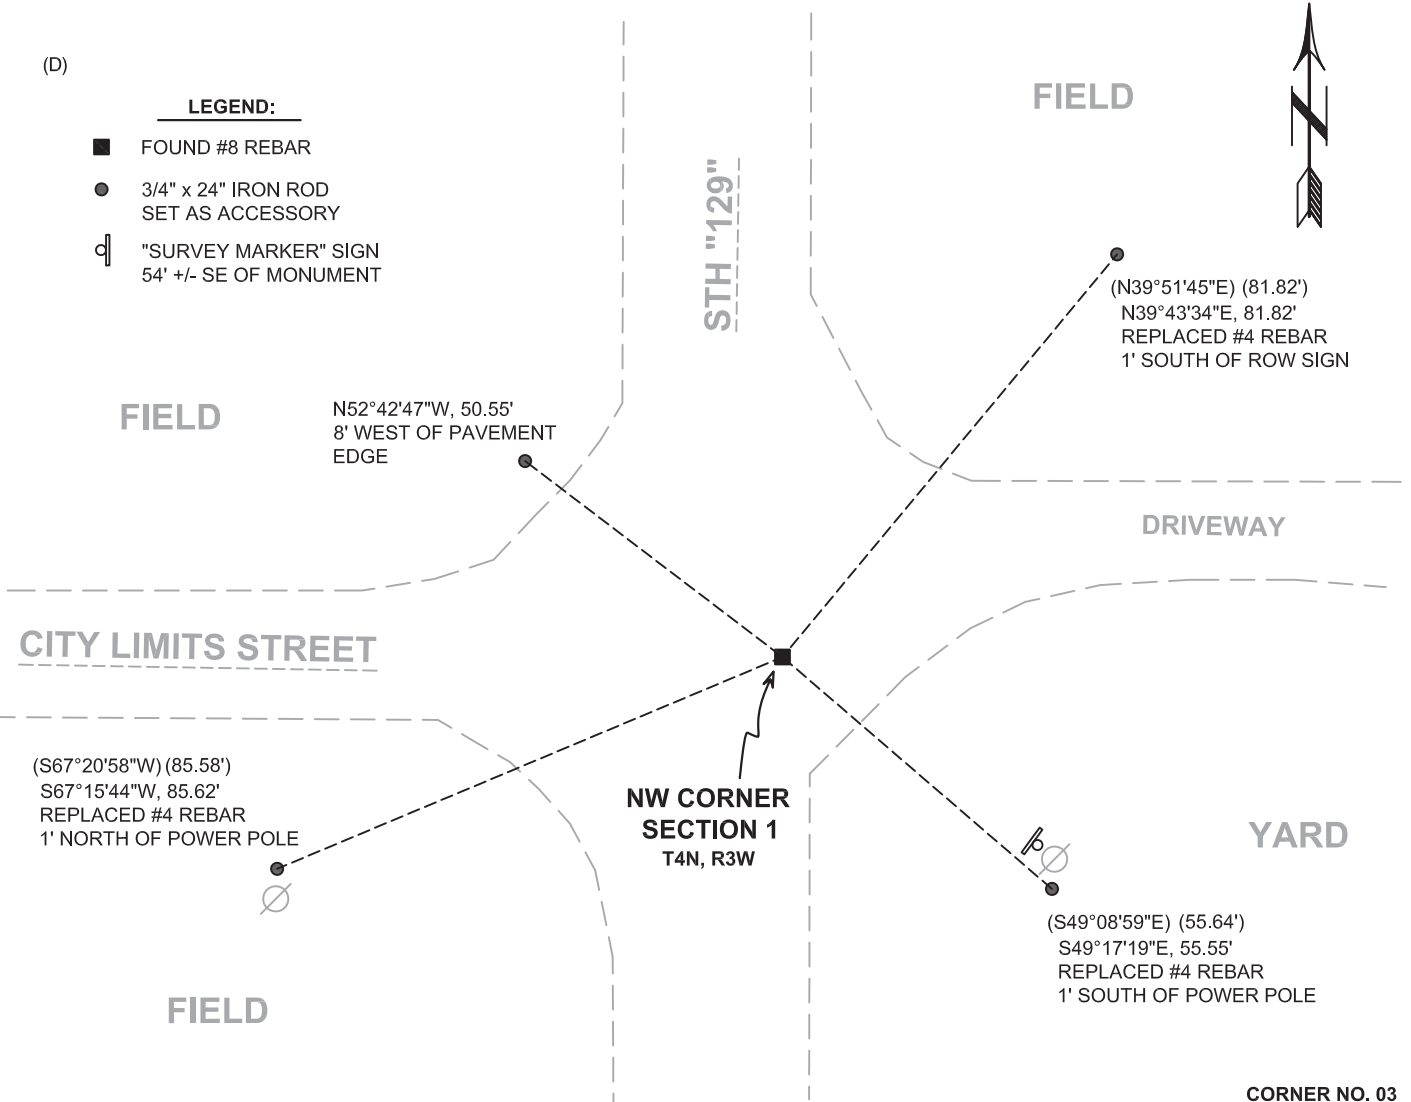 (D)
LEGEND:
FOUND #8 REBAR
3/4" x 24" IRON ROD
SET AS ACCESSORY
"SURVEY MARKER" SIGN
54' +/- SE OF MONUMENT
FIELD
N
STH "129"
(N39°51'45"E) (81.82')
N39°43'34"E, 81.82'
REPLACED #4 REBAR
1' SOUTH OF ROW SIGN
FIELD
N52°42'47"W, 50.55'
8' WEST OF PAVEMENT
EDGE
DRIVEWAY
CITY LIMITS STREET
(S67°20'58"W) (85.58')
S67°15'44"W, 85.62'
REPLACED #4 REBAR
1' NORTH OF POWER POLE
NW CORNER
SECTION 1
T4N, R3W
YARD
(S49°08'59"E) (55.64')
S49°17'19"E, 55.55'
REPLACED #4 REBAR
1' SOUTH OF POWER POLE
FIELD
CORNER NO. 03